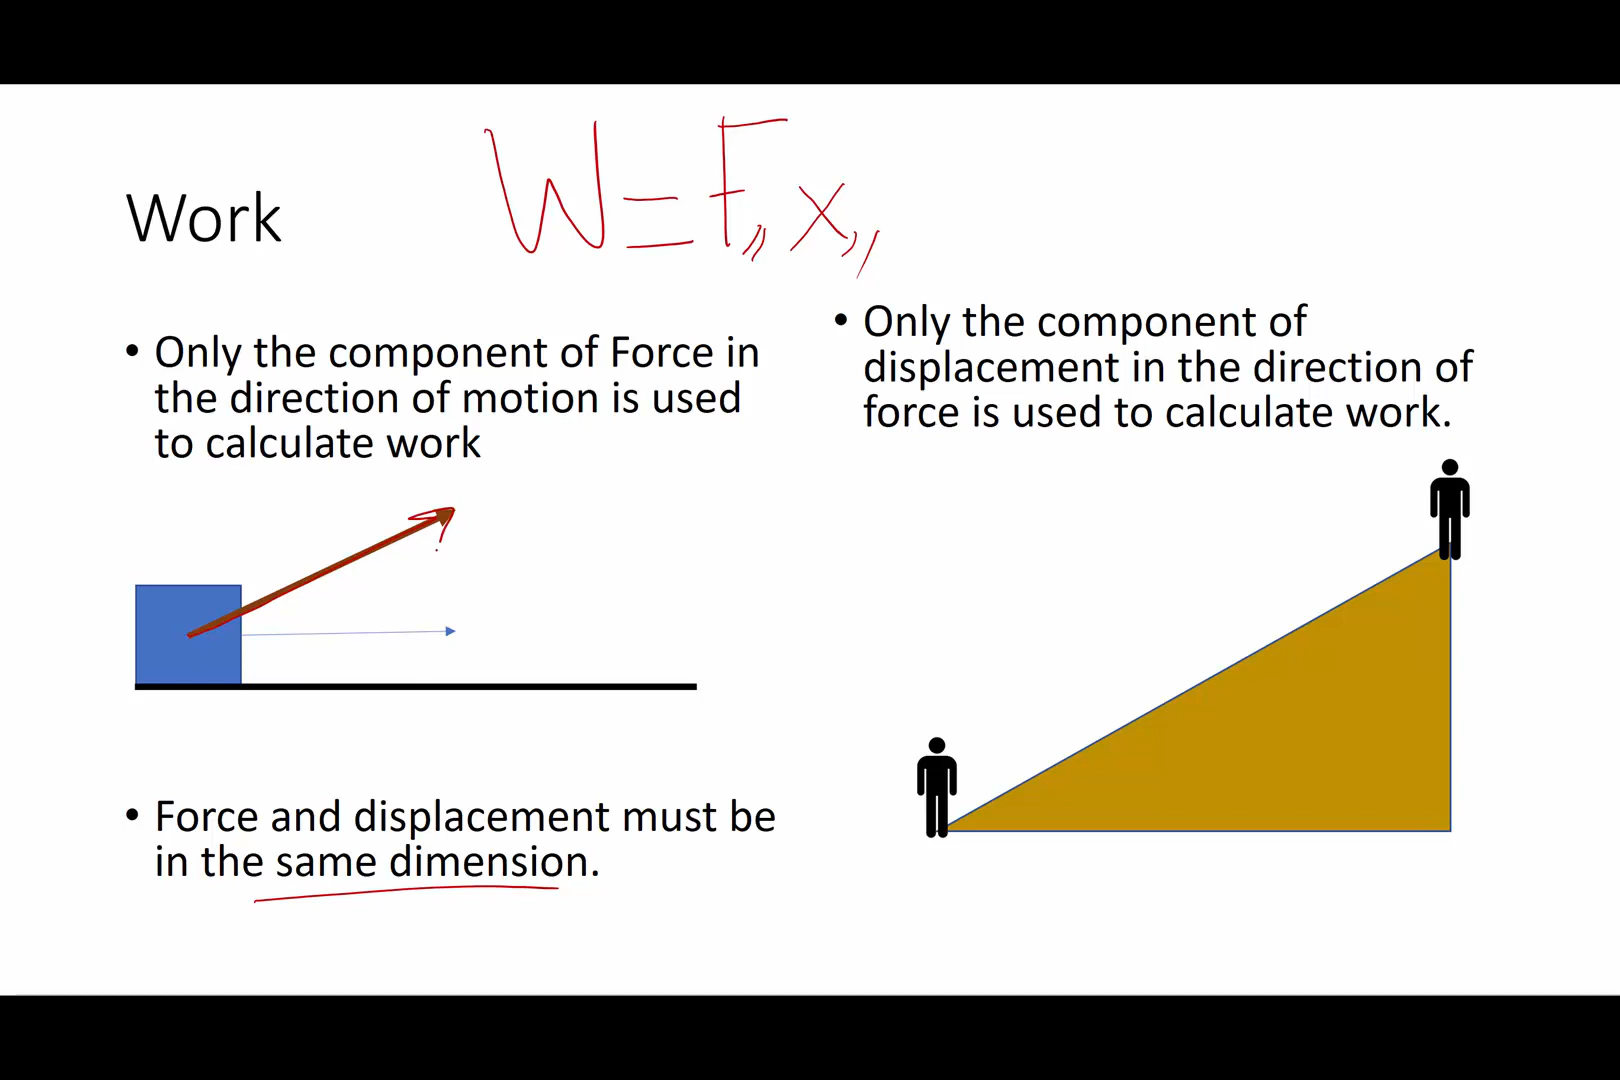 Work
W = F,, x,,
• Only the component of Force in
the direction of motion is used
to calculate work
• Force and displacement must be
in the same dimension.
• Only the component of
displacement in the direction of
force is used to calculate work.